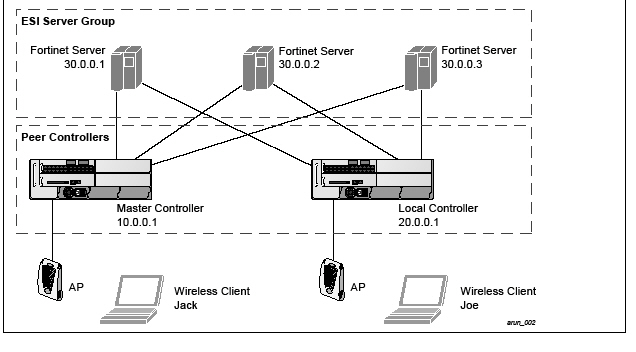 ESI Server Group
Fortinet Server
30.0.0.1
Fortinet Server
30.0.0.2
Fortinet Server
30.0.0.3
Peer Controllers
Master Controller
10.0.0.1
Local Controller
20.0.0.1
AP
Wireless Client
Jack
AP
Wireless Client
Joe
arun_002